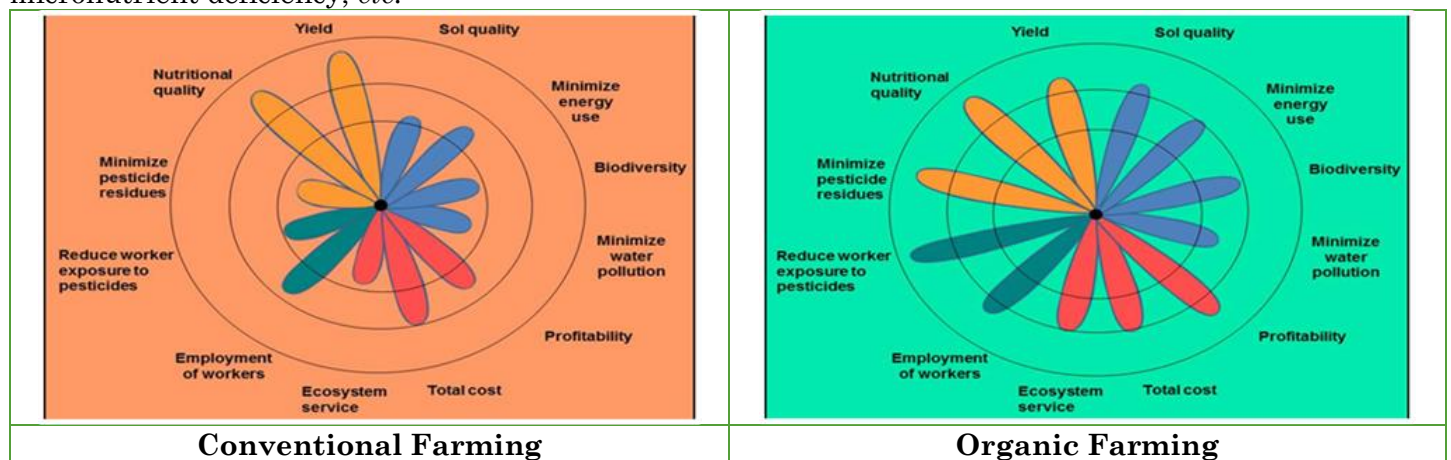 micronutrient deficiency, etc.
Yield
Sol quality
Nutritional
quality
Minimize
energy
use
Minimize
pesticide
residues
Biodiversity
Reduce worker
exposure to
pesticides
Minimize
water
pollution
Profitability
Employment
of workers
Ecosystem
service
Total cost
Conventional Farming
Yield
Sol quality
Nutritional
quality
Minimize
energy
use
Minimize
pesticide
residues
Biodiversity
Reduce worker
exposure to
pesticides
Minimize
water
pollution
Profitability
Employment
of workers
Ecosystem
service
Total cost
Organic Farming